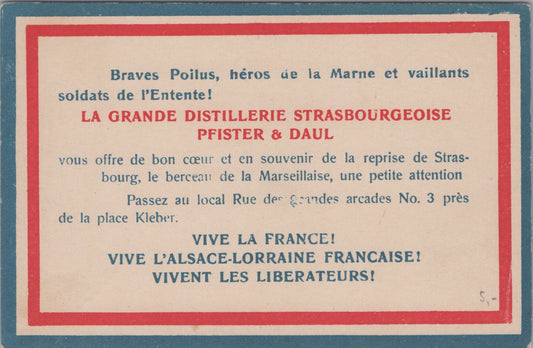 Braves Poilus, héros de la Marne et vaillants
soldats de l'Entente!
LA GRANDE DISTILLERIE STRASBOURGEOISE
PFISTER & DAUL
vous offre de bon cœur et en souvenir de la reprise de Stras-
bourg, le berceau de la Marseillaise, une petite attention
Passez au local Rue des grandes arcades No. 3 près
de la place Kleber.
VIVE LA FRANCE!
VIVE L'ALSACE-LORRAINE FRANCAISE!
VIVENT LES LIBERATEURS!
5,-